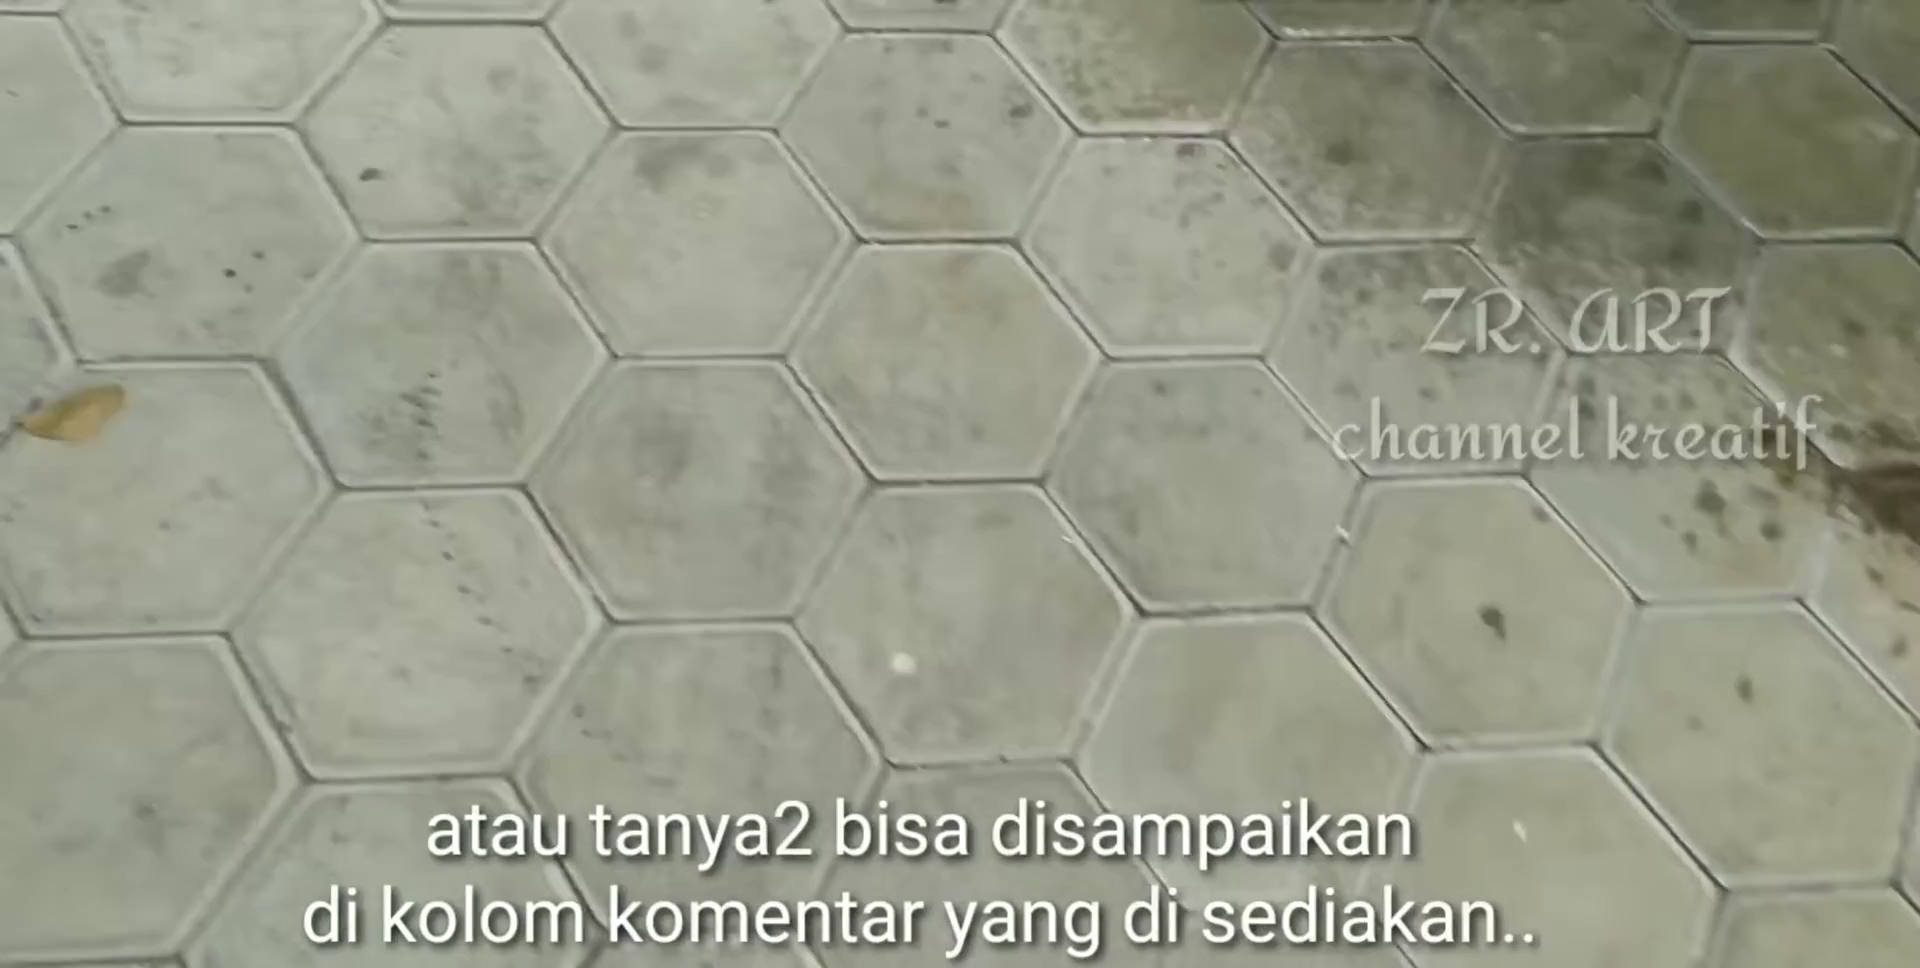 ZR. ART
channel kreatif
atau tanya2 bisa disampaikan
di kolom komentar yang di sediakan..